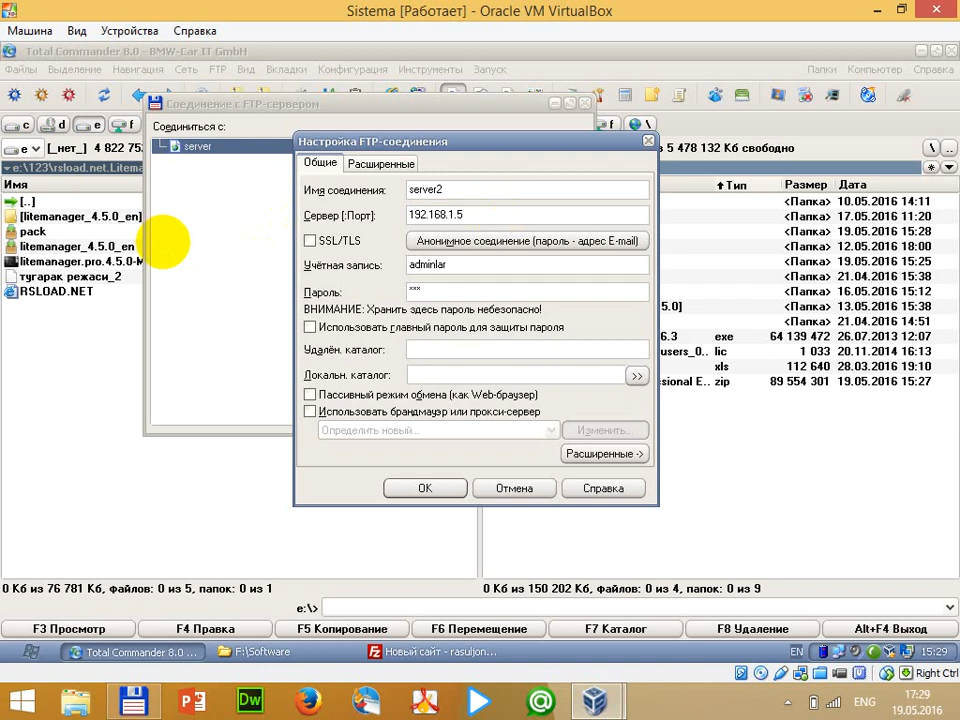 Sistema [Работает] - Oracle VM VirtualBox
Машина Вид Устройства Справка
Total Commander 8.0 - BMW-Car IT GmbH
Файлы Выделение Навигация Сеть FTP Вид Вкладки Конфигурация Инструменты Запуск Папки Компьютер Справка
Соединение с FTP-сервером
c d e f f \
Соединиться с:
server
e [_нет_] 4 822 75
5 478 132 Кб свободно
\ ..
e:\123\rsload.net.Litema
* 
Имя
Тип Размер Дата
[..]
[litemanager_4.5.0_en]
pack
litemanager_4.5.0_en
litemanager.pro.4.5.0-M
тугарак режаси_2
RSLOAD.NET
Настройка FTP-соединения
Общие Расширенные
Имя соединения: server2
Сервер [:Порт]: 192.168.1.5
SSL/TLS Анонимное соединение (пароль - адрес E-mail)
Учётная запись: adminlar
Пароль: ***
ВНИМАНИЕ: Хранить здесь пароль небезопасно!
Использовать главный пароль для защиты пароля
Удалён. каталог:
Локальн. каталог: >>
Пассивный режим обмена (как Web-браузер)
Использовать брандмауэр или прокси-сервер
Определить новый... Изменить...
Расширенные ->
OK Отмена Справка
<Папка> 10.05.2016 14:11
<Папка> 17.05.2016 11:20
<Папка> 19.05.2016 15:28
<Папка> 12.05.2016 18:00
<Папка> 19.05.2016 15:25
<Папка> 21.04.2016 15:38
<Папка> 16.05.2016 15:12
5.0] <Папка> 13.05.2016 15:38
<Папка> 21.04.2016 14:51
6.3 exe 64 139 472 26.07.2013 12:07
users_0.. lic 1 033 20.11.2014 16:13
xls 112 640 28.03.2016 19:10
ssional E.. zip 89 554 301 19.05.2016 15:27
0 Кб из 76 781 Кб, файлов: 0 из 5, папок: 0 из 1
0 Кб из 150 202 Кб, файлов: 0 из 4, папок: 0 из 9
e:\>
F3 Просмотр F4 Правка F5 Копирование F6 Перемещение F7 Каталог F8 Удаление Alt+F4 Выход
Total Commander 8.0 ... F:\Software Новый сайт - rasuljon... EN 15:29
Right Ctrl
Dw ENG 17:29
19.05.2016